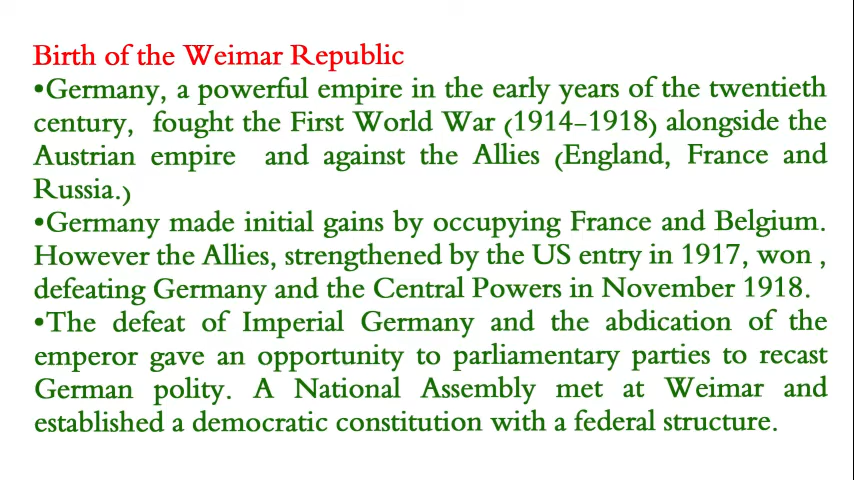 Birth of the Weimar Republic
•Germany, a powerful empire in the early years of the twentieth
century,  fought the First World War (1914–1918) alongside the
Austrian empire  and against the Allies (England, France and
Russia.)
•Germany made initial gains by occupying France and Belgium.
However the Allies, strengthened by the US entry in 1917, won ,
defeating Germany and the Central Powers in November 1918.
•The defeat of Imperial Germany and the abdication of the
emperor gave an opportunity to parliamentary parties to recast
German polity. A National Assembly met at Weimar and
established a democratic constitution with a federal structure.